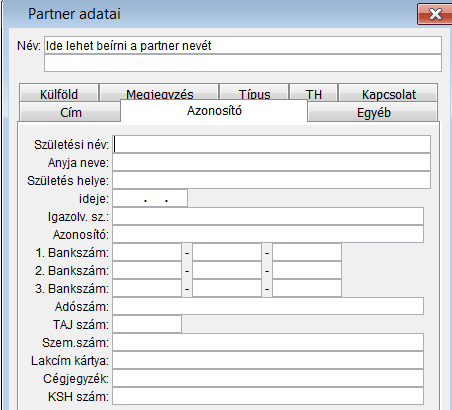 Partner adatai
Név: Ide lehet beírni a partner nevét
Külföld Megjegyzés Típus TH Kapcsolat
Cím Azonosító Egyéb
Születési név:
Anyja neve:
Születés helye:
ideje: . .
Igazolv. sz.:
Azonosító:
1. Bankszám: - -
2. Bankszám: - -
3. Bankszám: - -
Adószám:
TAJ szám:
Szem.szám:
Lakcím kártya:
Cégjegyzék:
KSH szám: